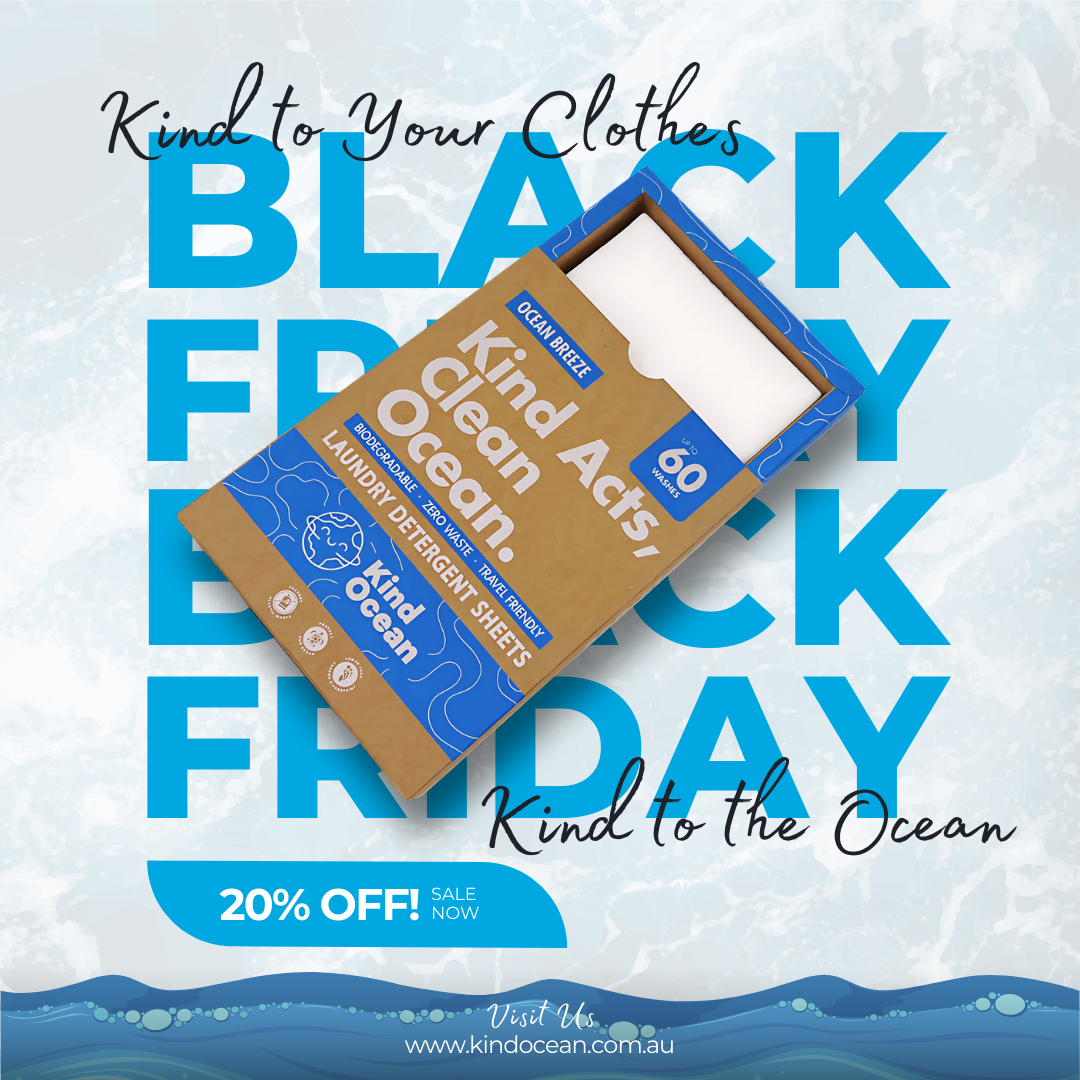 Kind to Your Clothes
BLACK
FRIDAY
BLACK
FRIDAY
OCEAN BREEZE
Kind Acts,
Clean
Ocean.
UP TO
60
WASHES
BIODEGRADABLE · ZERO WASTE · TRAVEL FRIENDLY
LAUNDRY DETERGENT SHEETS
Kind
Ocean
Kind to the Ocean
20% OFF! SALE
NOW
Visit Us
www.kindocean.com.au